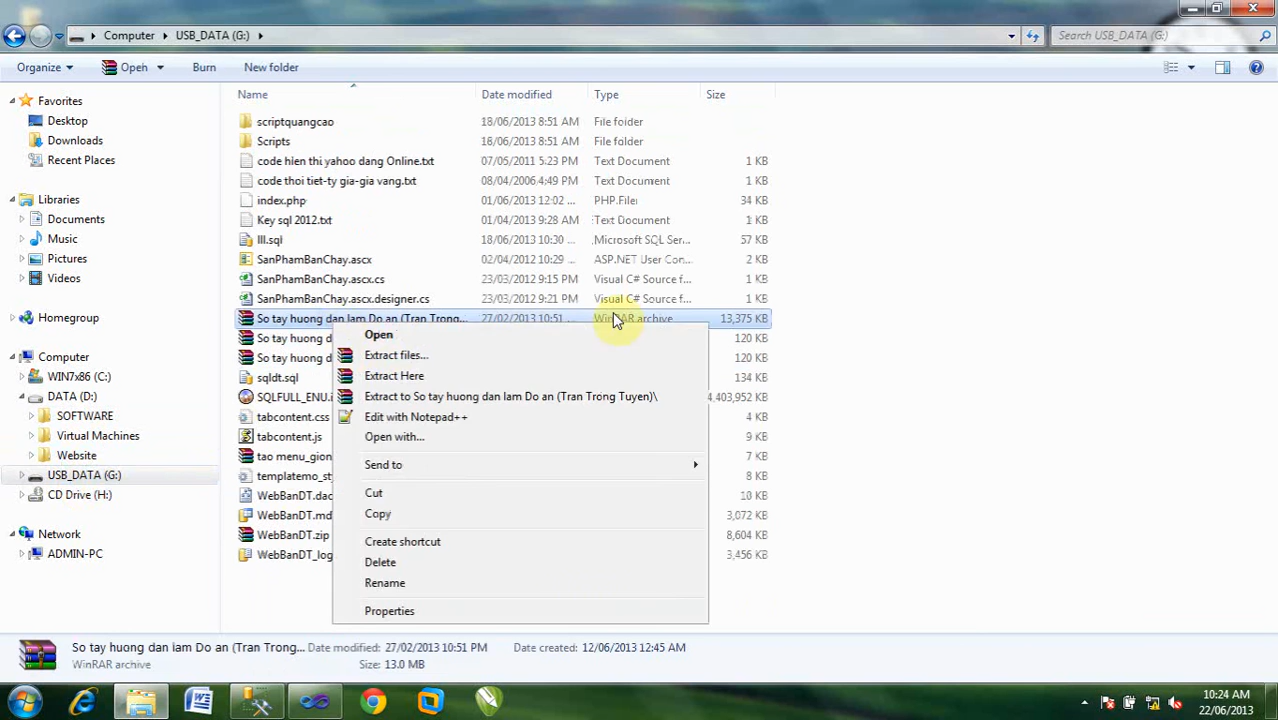 Computer ▸ USB_DATA (G:) ▸
Search USB_DATA (G:)
Organize Open Burn New folder
Name Date modified Type Size
Favorites
Desktop
Downloads
Recent Places
Libraries
Documents
Music
Pictures
Videos
Homegroup
Computer
WIN7x86 (C:)
DATA (D:)
SOFTWARE
Virtual Machines
Website
USB_DATA (G:)
CD Drive (H:)
Network
ADMIN-PC
scriptquangcao 18/06/2013 8:51 AM File folder
Scripts 18/06/2013 8:51 AM File folder
code hien thi yahoo dang Online.txt 07/05/2011 5:23 PM Text Document 1 KB
code thoi tiet-ty gia-gia vang.txt 08/04/2006 4:49 PM Text Document 1 KB
index.php 01/06/2013 12:02 ... PHP File 34 KB
Key sql 2012.txt 01/04/2013 9:28 AM Text Document 1 KB
lll.sql 18/06/2013 10:30 ... Microsoft SQL Ser... 57 KB
SanPhamBanChay.ascx 02/04/2012 10:29 ... ASP.NET User Con... 2 KB
SanPhamBanChay.ascx.cs 23/03/2012 9:15 PM Visual C# Source f... 1 KB
SanPhamBanChay.ascx.designer.cs 23/03/2012 9:21 PM Visual C# Source f... 1 KB
So tay huong dan lam Do an (Tran Trong... 27/02/2013 10:51 ... WinRAR archive 13,375 KB
So tay huong d 120 KB
So tay huong d 120 KB
sqldt.sql 134 KB
SQLFULL_ENU.i 4,403,952 KB
tabcontent.css 4 KB
tabcontent.js 9 KB
tao menu_gion 7 KB
templatemo_st 8 KB
WebBanDT.dac 10 KB
WebBanDT.md 3,072 KB
WebBanDT.zip 8,604 KB
WebBanDT_log 3,456 KB
Open
Extract files...
Extract Here
Extract to So tay huong dan lam Do an (Tran Trong Tuyen)\
Edit with Notepad++
Open with...
Send to
Cut
Copy
Create shortcut
Delete
Rename
Properties
So tay huong dan lam Do an (Tran Trong... Date modified: 27/02/2013 10:51 PM Date created: 12/06/2013 12:45 AM
WinRAR archive Size: 13.0 MB
10:24 AM
22/06/2013